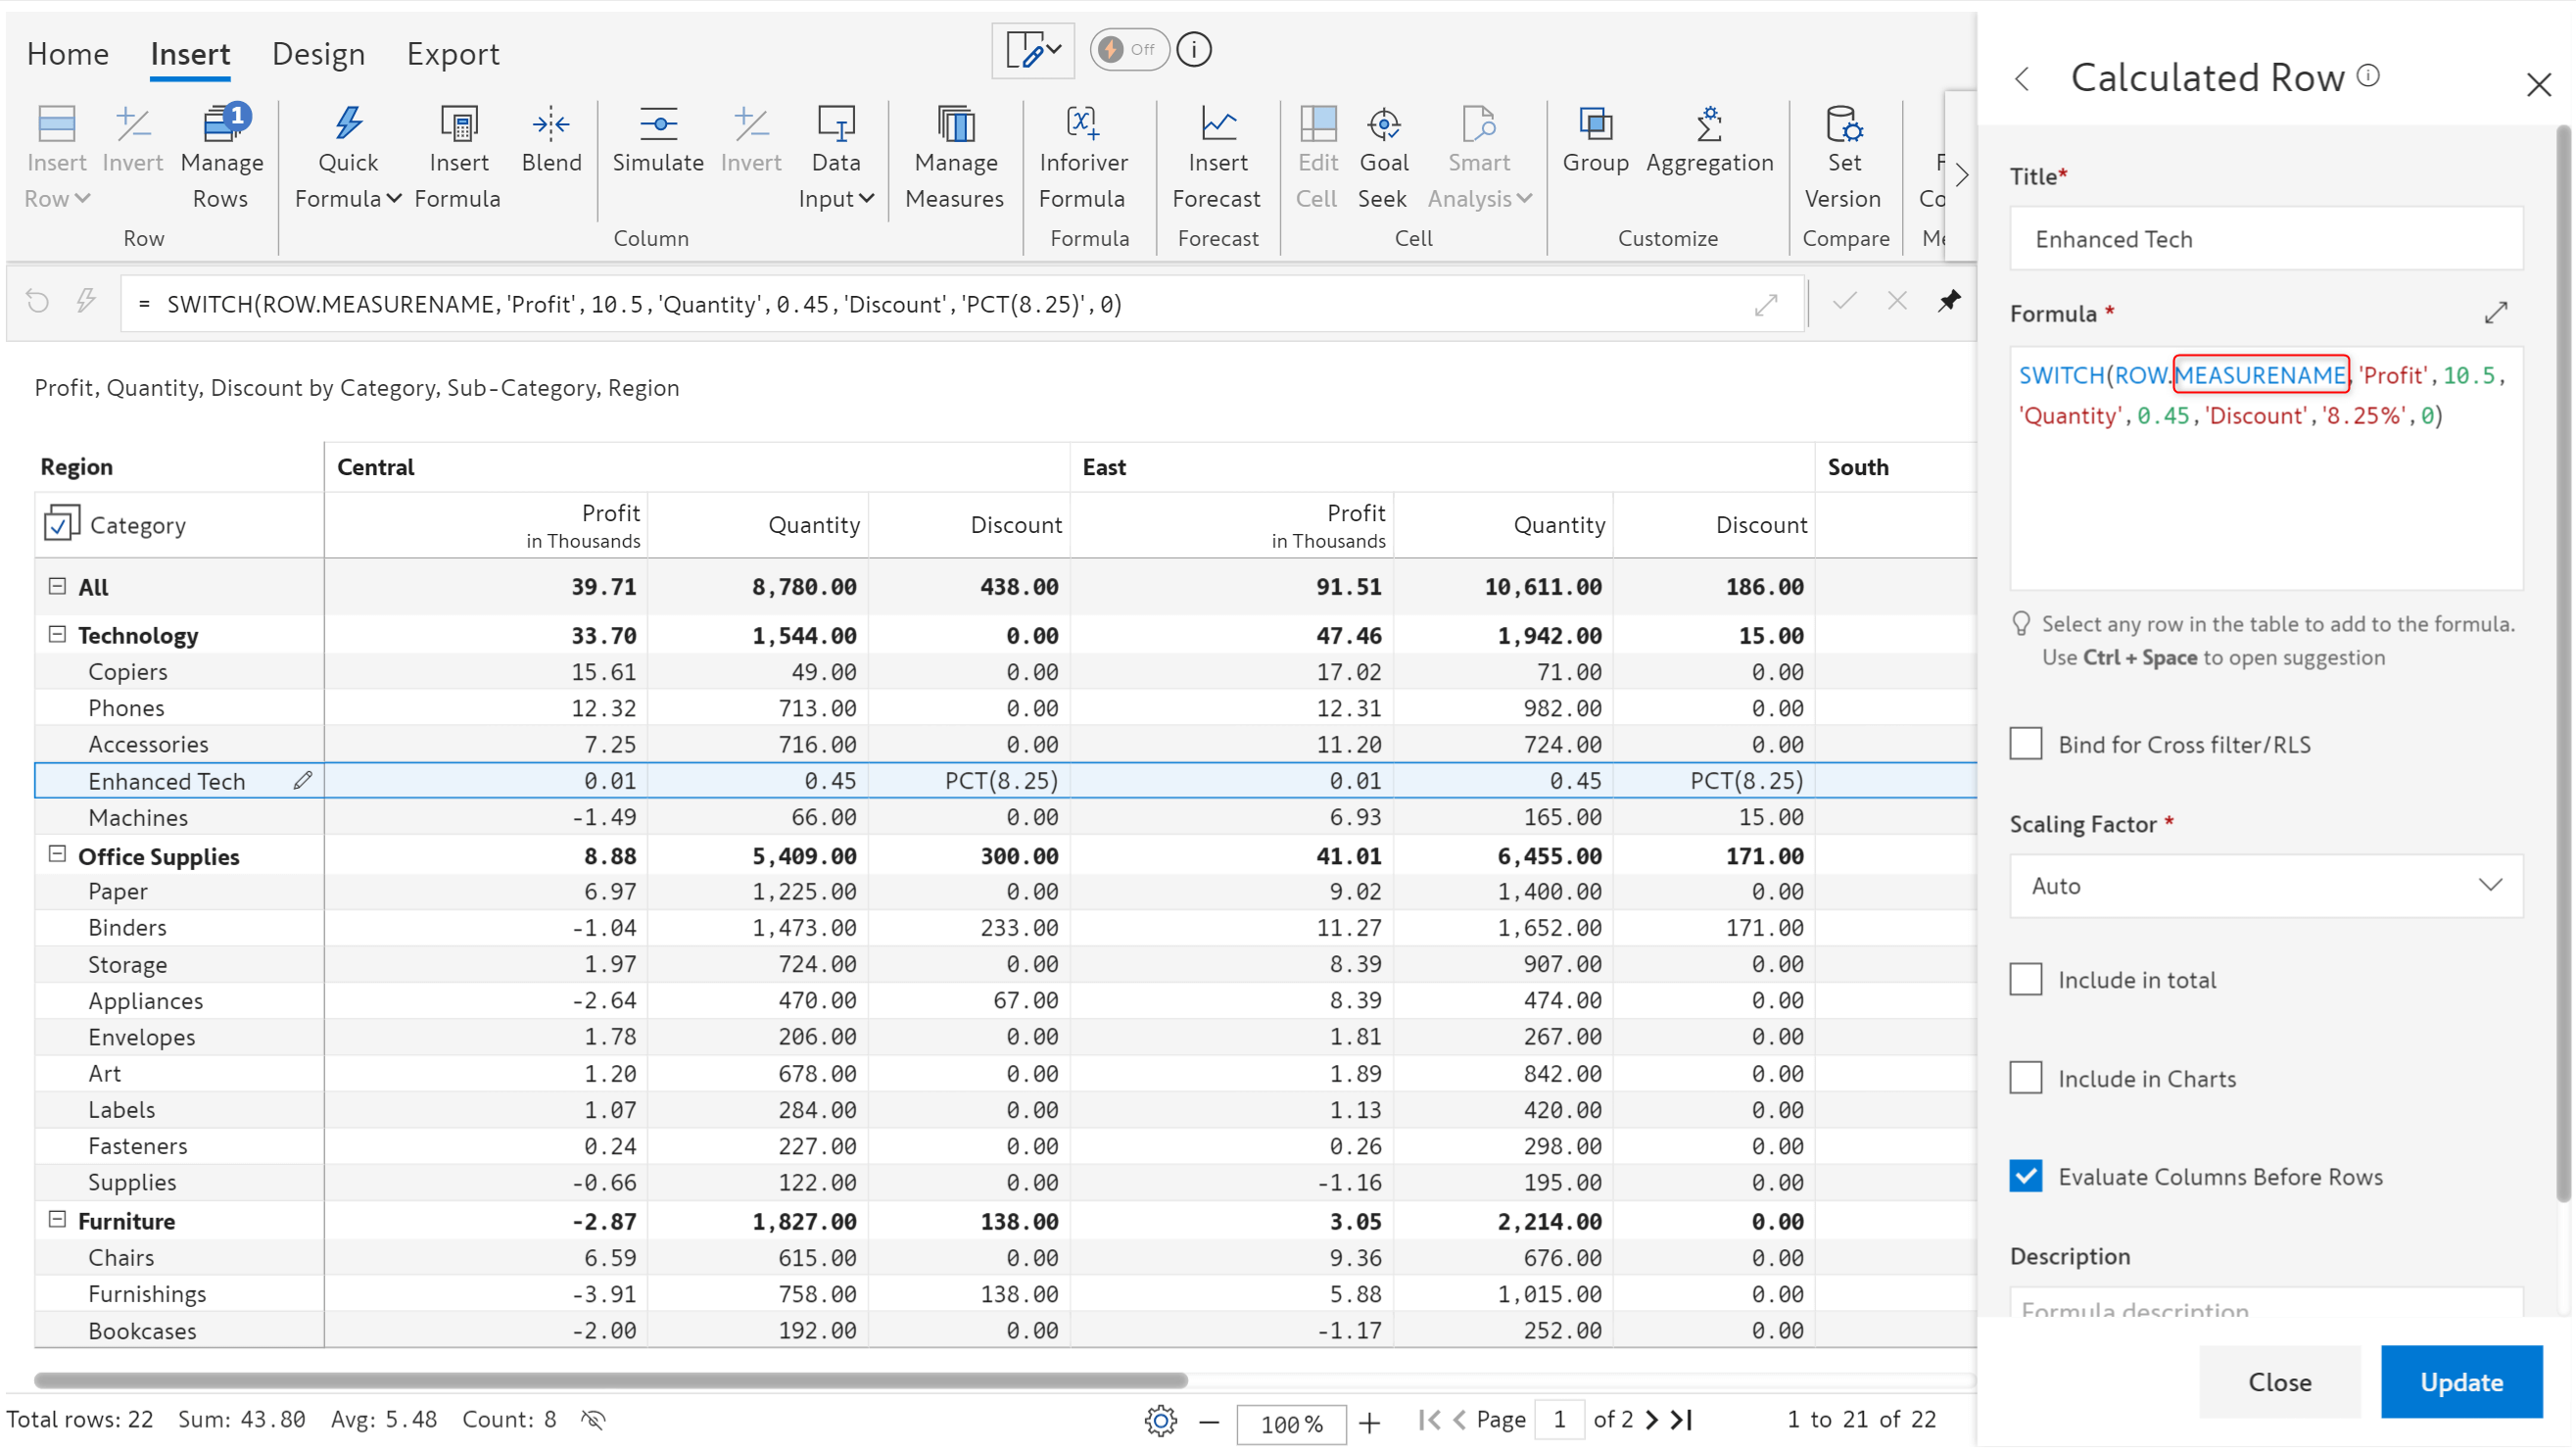 Home Insert Design Export Off
1
Insert Row Invert Manage Rows Quick Formula Insert Formula Blend Simulate Invert Data Input Manage Measures Inforiver Formula Insert Forecast Edit Cell Goal Seek Smart Analysis Group Aggregation Set Version
Row Column Formula Forecast Cell Customize Compare
= SWITCH(ROW.MEASURENAME,'Profit',10.5,'Quantity',0.45,'Discount','PCT(8.25)',0)
Profit, Quantity, Discount by Category, Sub-Category, Region
Region Central East South
Category Profit in Thousands Quantity Discount Profit in Thousands Quantity Discount
All 39.71 8,780.00 438.00 91.51 10,611.00 186.00
Technology 33.70 1,544.00 0.00 47.46 1,942.00 15.00
Copiers 15.61 49.00 0.00 17.02 71.00 0.00
Phones 12.32 713.00 0.00 12.31 982.00 0.00
Accessories 7.25 716.00 0.00 11.20 724.00 0.00
Enhanced Tech 0.01 0.45 PCT(8.25) 0.01 0.45 PCT(8.25)
Machines -1.49 66.00 0.00 6.93 165.00 15.00
Office Supplies 8.88 5,409.00 300.00 41.01 6,455.00 171.00
Paper 6.97 1,225.00 0.00 9.02 1,400.00 0.00
Binders -1.04 1,473.00 233.00 11.27 1,652.00 171.00
Storage 1.97 724.00 0.00 8.39 907.00 0.00
Appliances -2.64 470.00 67.00 8.39 474.00 0.00
Envelopes 1.78 206.00 0.00 1.81 267.00 0.00
Art 1.20 678.00 0.00 1.89 842.00 0.00
Labels 1.07 284.00 0.00 1.13 420.00 0.00
Fasteners 0.24 227.00 0.00 0.26 298.00 0.00
Supplies -0.66 122.00 0.00 -1.16 195.00 0.00
Furniture -2.87 1,827.00 138.00 3.05 2,214.00 0.00
Chairs 6.59 615.00 0.00 9.36 676.00 0.00
Furnishings -3.91 758.00 138.00 5.88 1,015.00 0.00
Bookcases -2.00 192.00 0.00 -1.17 252.00 0.00
Total rows: 22 Sum: 43.80 Avg: 5.48 Count: 8 100% Page 1 of 2 1 to 21 of 22
Calculated Row
Title*
Enhanced Tech
Formula *
SWITCH(ROW.MEASURENAME,'Profit',10.5,
'Quantity',0.45,'Discount','8.25%',0)
Select any row in the table to add to the formula.
Use Ctrl + Space to open suggestion
Bind for Cross filter/RLS
Scaling Factor *
Auto
Include in total
Include in Charts
Evaluate Columns Before Rows
Description
Formula description
Close Update